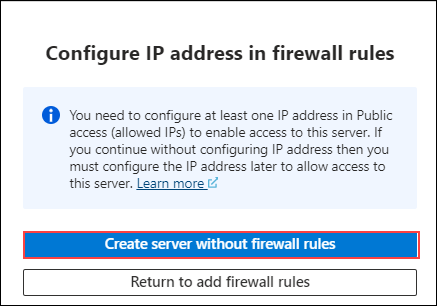 Configure IP address in firewall rules
You need to configure at least one IP address in Public
access (allowed IPs) to enable access to this server. If
you continue without configuring IP address then you
must configure the IP address later to allow access to
this server. Learn more
Create server without firewall rules
Return to add firewall rules